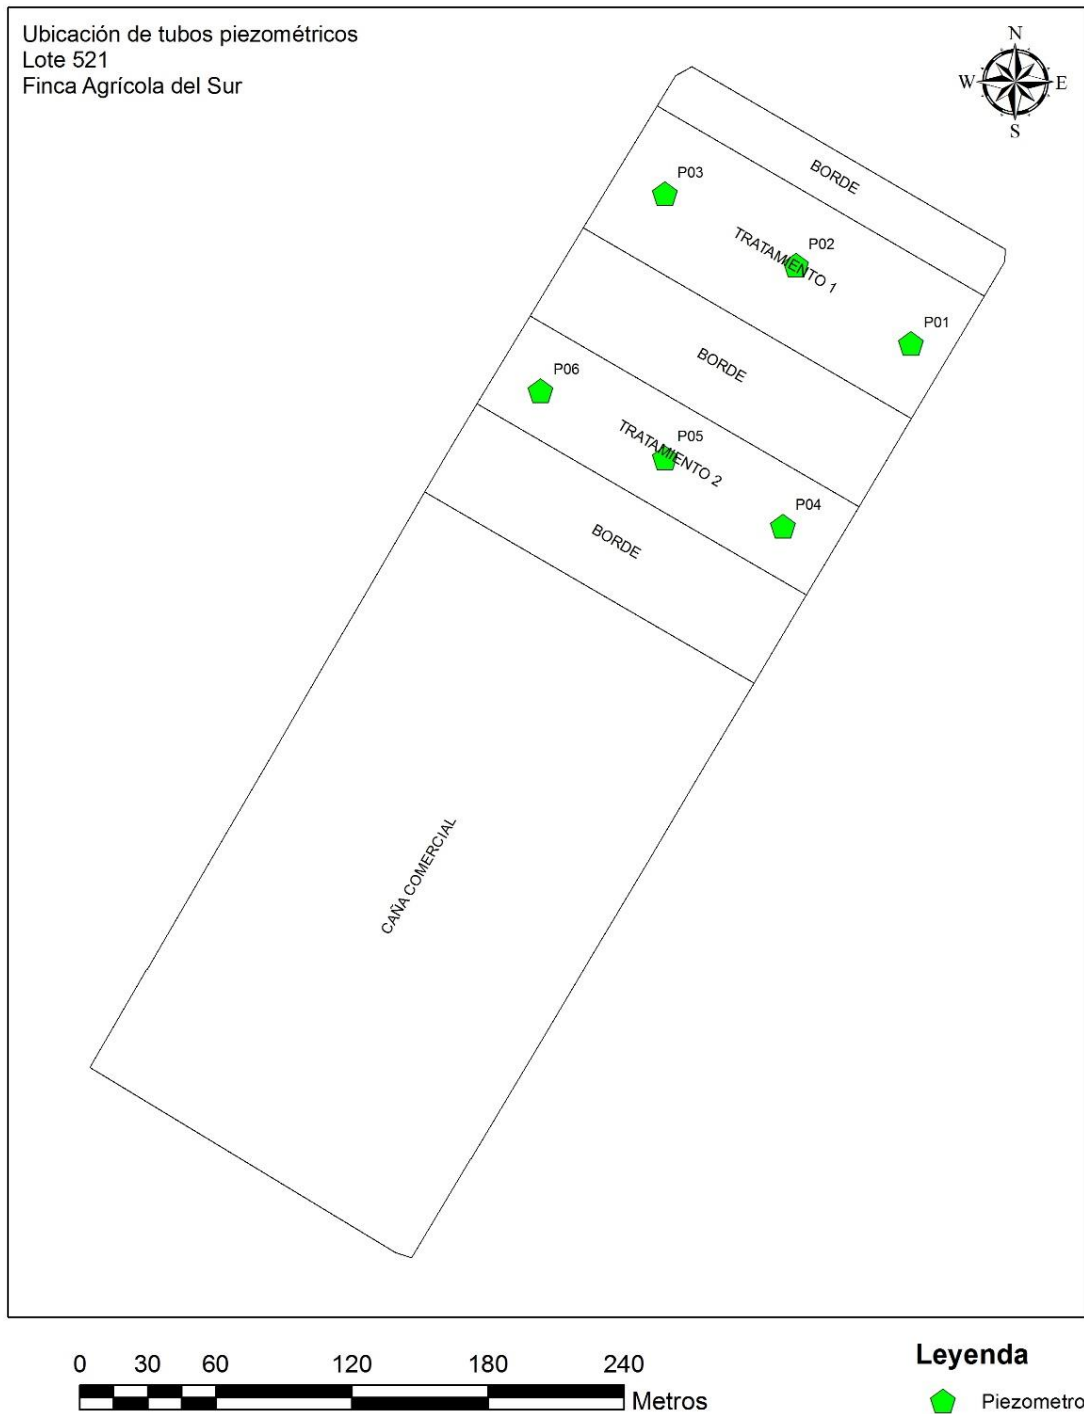 Ubicación de tubos piezométricos
Lote 521
Finca Agrícola del Sur
N
W E
S
BORDE
P03
TRATAMIENTO 1
P02
P01
BORDE
P06
TRATAMIENTO 2
P05
P04
BORDE
CAÑA COMERCIAL
0 30 60 120 180 240
Metros
Leyenda
Piezometro